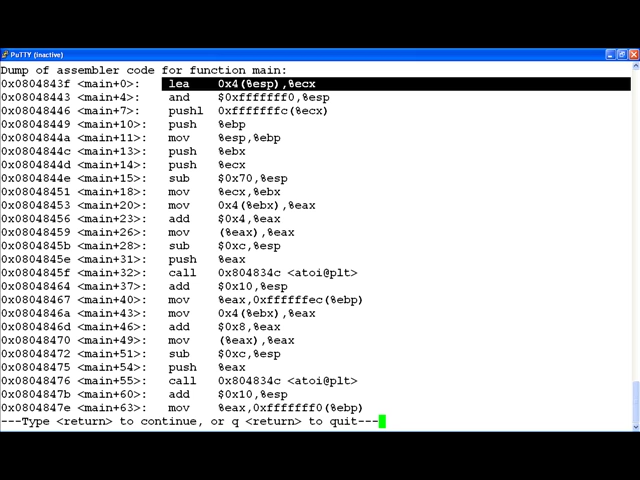 PuTTY (inactive)
Dump of assembler code for function main:
0x0804843f <main+0>: lea 0x4(%esp),%ecx
0x08048443 <main+4>: and $0xfffffff0,%esp
0x08048446 <main+7>: pushl 0xfffffffc(%ecx)
0x08048449 <main+10>: push %ebp
0x0804844a <main+11>: mov %esp,%ebp
0x0804844c <main+13>: push %ebx
0x0804844d <main+14>: push %ecx
0x0804844e <main+15>: sub $0x70,%esp
0x08048451 <main+18>: mov %ecx,%ebx
0x08048453 <main+20>: mov 0x4(%ebx),%eax
0x08048456 <main+23>: add $0x4,%eax
0x08048459 <main+26>: mov (%eax),%eax
0x0804845b <main+28>: sub $0xc,%esp
0x0804845e <main+31>: push %eax
0x0804845f <main+32>: call 0x804834c <atoi@plt>
0x08048464 <main+37>: add $0x10,%esp
0x08048467 <main+40>: mov %eax,0xffffffec(%ebp)
0x0804846a <main+43>: mov 0x4(%ebx),%eax
0x0804846d <main+46>: add $0x8,%eax
0x08048470 <main+49>: mov (%eax),%eax
0x08048472 <main+51>: sub $0xc,%esp
0x08048475 <main+54>: push %eax
0x08048476 <main+55>: call 0x804834c <atoi@plt>
0x0804847b <main+60>: add $0x10,%esp
0x0804847e <main+63>: mov %eax,0xfffffff0(%ebp)
---Type <return> to continue, or q <return> to quit---